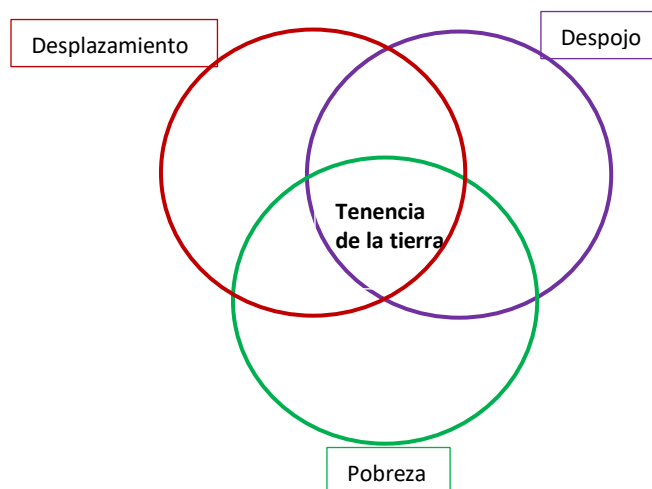 Desplazamiento
Despojo
Tenencia
de la tierra
Pobreza